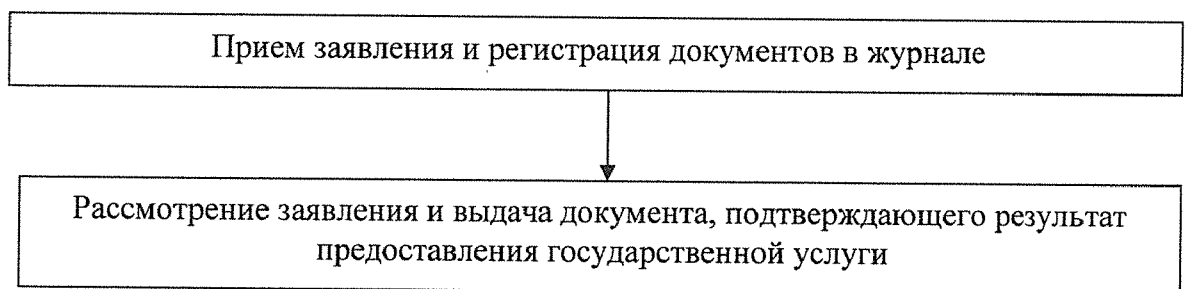 Прием заявления и регистрация документов в журнале
Рассмотрение заявления и выдача документа, подтверждающего результат
предоставления государственной услуги